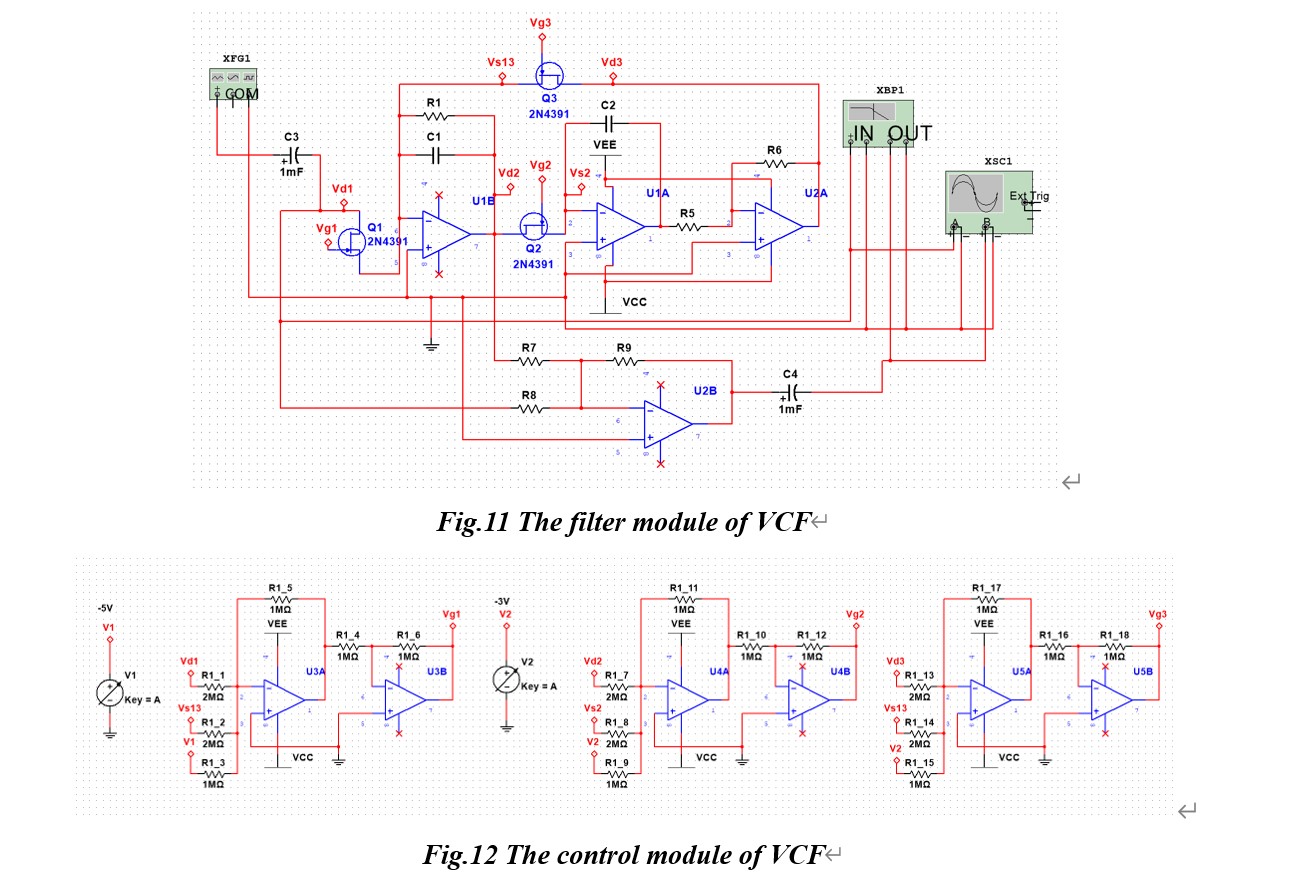 Vg3
XFG1
Vs13
Vd3
COM
Q3
2N4391
XBP1
R1
C2
IN OUT
C3
1mF
C1
VEE
R6
XSC1
Vd1
Vd2
Vg2
Vs2
U1B
U1A
U2A
Ext Trig
A
B
Vg1
Q1
2N4391
Q2
2N4391
R5
VCC
R7
R9
R8
U2B
C4
1mF
Fig.11 The filter module of VCF
-5V
V1
V1
Key = A
R1_5
1MΩ
VEE
Vg1
R1_4
1MΩ
R1_6
1MΩ
Vd1
R1_1
2MΩ
U3A
U3B
Vs13
R1_2
2MΩ
V1
R1_3
1MΩ
VCC
-3V
V2
V2
Key = A
R1_11
1MΩ
VEE
Vg2
R1_10
1MΩ
R1_12
1MΩ
Vd2
R1_7
2MΩ
U4A
U4B
Vs2
R1_8
2MΩ
V2
R1_9
1MΩ
VCC
R1_17
1MΩ
VEE
Vg3
R1_16
1MΩ
R1_18
1MΩ
Vd3
R1_13
2MΩ
U5A
U5B
Vs13
R1_14
2MΩ
V2
R1_15
1MΩ
VCC
Fig.12 The control module of VCF